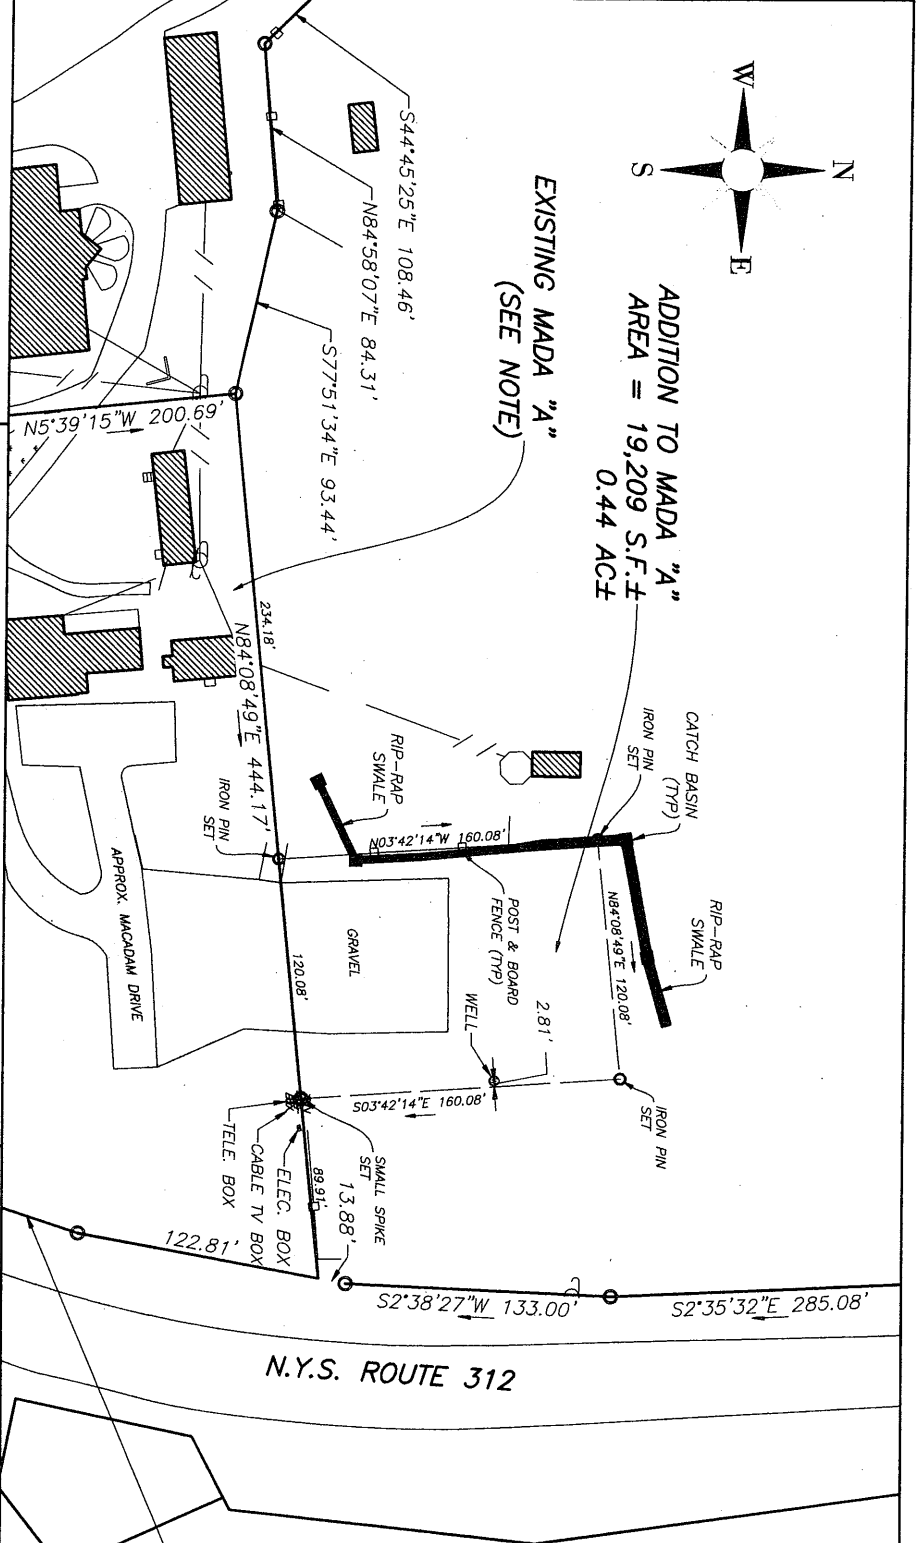 W
N
S
E
ADDITION TO MADA "A"
AREA = 19,209 S.F.±
0.44 AC±
EXISTING MADA "A"
(SEE NOTE)
S44°45'25"E 108.46'
N84°58'07"E 84.31'
S77°51'34"E 93.44'
N5°39'15"W 200.69'
234.18'
N84°08'49"E 444.17'
IRON PIN
SET
RIP-RAP
SWALE
N03°42'14"W 160.08'
IRON PIN
SET
CATCH BASIN
(TYP)
RIP-RAP
SWALE
N84°08'49"E 120.08'
POST & BOARD
FENCE (TYP)
GRAVEL
APPROX. MACADAM DRIVE
120.08'
WELL
2.81'
S03°42'14"E 160.08'
IRON PIN
SET
SMALL SPIKE
SET
13.88'
89.91'
ELEC. BOX
CABLE TV BOX
TELE. BOX
122.81'
S2°38'27"W 133.00'
S2°35'32"E 285.08'
N.Y.S. ROUTE 312